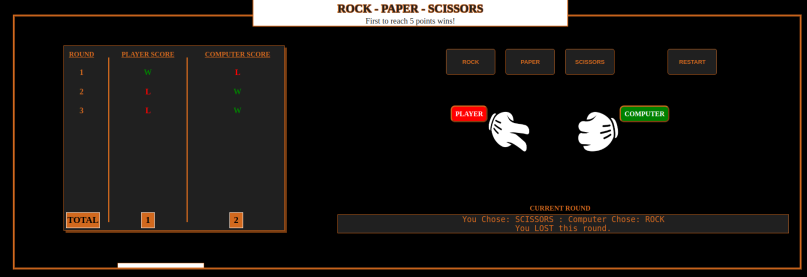 ROCK - PAPER - SCISSORS
First to reach 5 points wins!
ROUND PLAYER SCORE COMPUTER SCORE
1 W L
2 L W
3 L W
TOTAL 1 2
ROCK PAPER SCISSORS RESTART
PLAYER COMPUTER
CURRENT ROUND
You Chose: SCISSORS : Computer Chose: ROCK
You LOST this round.